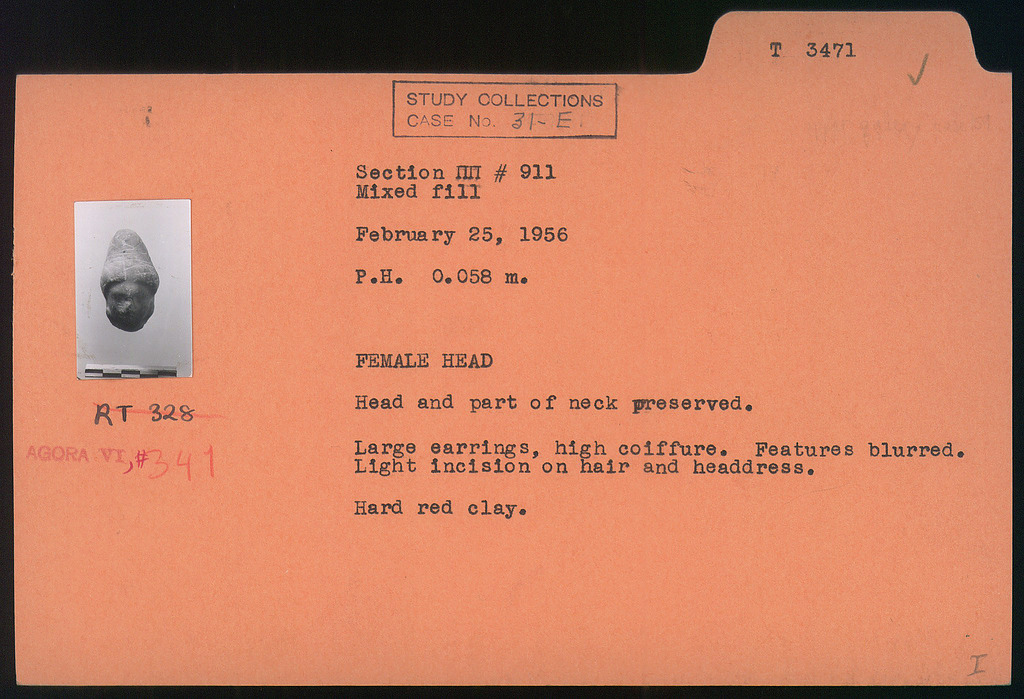 T 3471
STUDY COLLECTIONS
CASE No. 31-E.
Section ΠΠ # 911
Mixed fill
February 25, 1956
P.H. 0.058 m.
FEMALE HEAD
Head and part of neck preserved.
Large earrings, high coiffure. Features blurred.
Light incision on hair and headdress.
Hard red clay.
RT 328
AGORA VI, #341
I